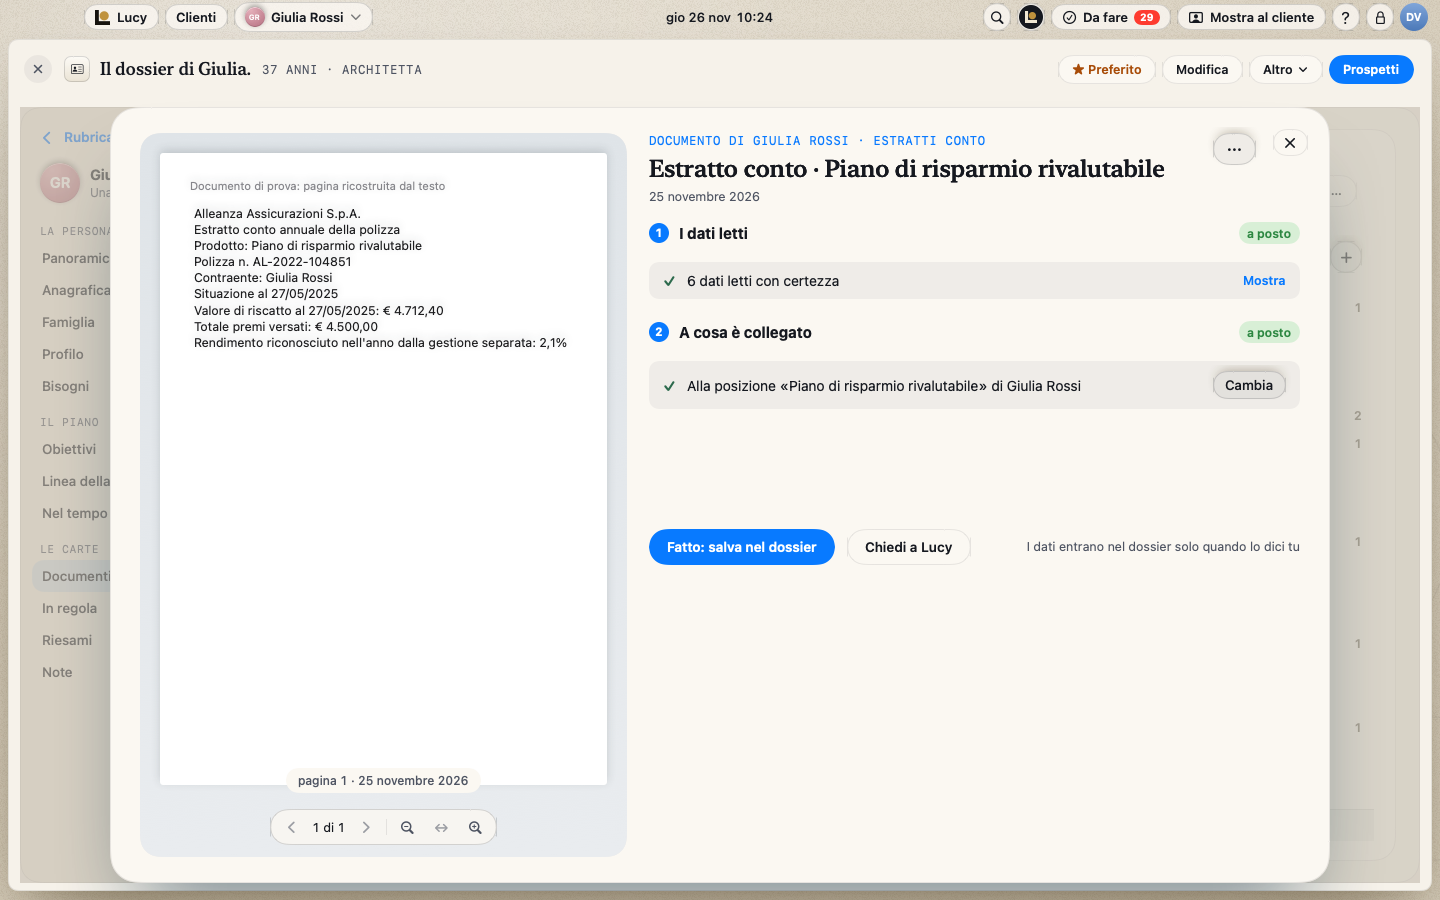 Lucy
Clienti
GR Giulia Rossi
gio 26 nov 10:24
Da fare 29
Mostra al cliente
?
DV
Il dossier di Giulia. 37 ANNI · ARCHITETTA
Preferito
Modifica
Altro
Prospetti
Rubrica
GR
LA PERSONA
Anagrafica
Famiglia
Profilo
Bisogni
IL PIANO
Obiettivi
Linea della
Nel tempo
LE CARTE
Documenti
In regola
Riesami
Note
Documento di prova: pagina ricostruita dal testo
Alleanza Assicurazioni S.p.A.
Estratto conto annuale della polizza
Prodotto: Piano di risparmio rivalutabile
Polizza n. AL-2022-104851
Contraente: Giulia Rossi
Situazione al 27/05/2025
Valore di riscatto al 27/05/2025: € 4.712,40
Totale premi versati: € 4.500,00
Rendimento riconosciuto nell'anno dalla gestione separata: 2,1%
pagina 1 · 25 novembre 2026
1 di 1
DOCUMENTO DI GIULIA ROSSI · ESTRATTI CONTO
Estratto conto · Piano di risparmio rivalutabile
25 novembre 2026
1 I dati letti
a posto
6 dati letti con certezza
Mostra
2 A cosa è collegato
a posto
Alla posizione «Piano di risparmio rivalutabile» di Giulia Rossi
Cambia
Fatto: salva nel dossier
Chiedi a Lucy
I dati entrano nel dossier solo quando lo dici tu
1
2
1
1
1
1